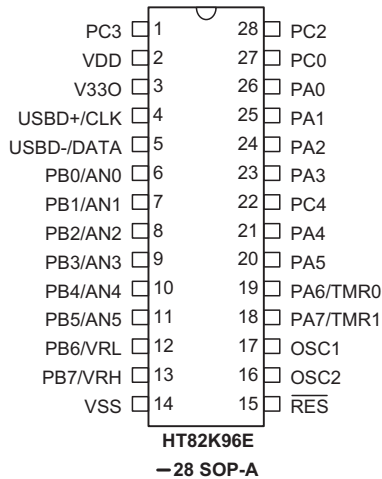 PC3 1 28 PC2
VDD 2 27 PC0
V33O 3 26 PA0
USBD+/CLK 4 25 PA1
USBD-/DATA 5 24 PA2
PB0/AN0 6 23 PA3
PB1/AN1 7 22 PC4
PB2/AN2 8 21 PA4
PB3/AN3 9 20 PA5
PB4/AN4 10 19 PA6/TMR0
PB5/AN5 11 18 PA7/TMR1
PB6/VRL 12 17 OSC1
PB7/VRH 13 16 OSC2
VSS 14 15 R̅E̅S̅
HT82K96E
–28 SOP-A